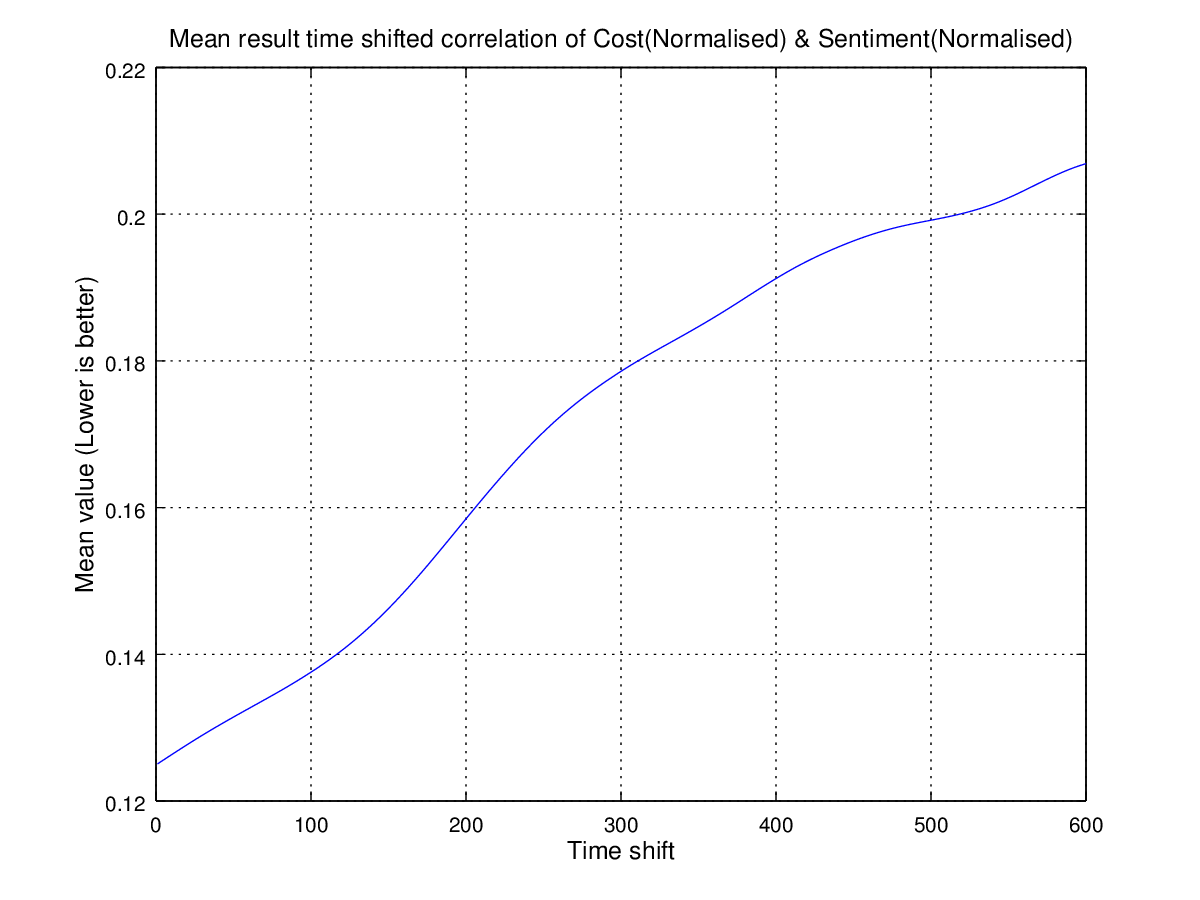 Mean result time shifted correlation of Cost(Normalised) & Sentiment(Normalised)
0.22
0.2
0.18
0.16
0.14
0.12
Mean value (Lower is better)
0 100 200 300 400 500 600
Time shift